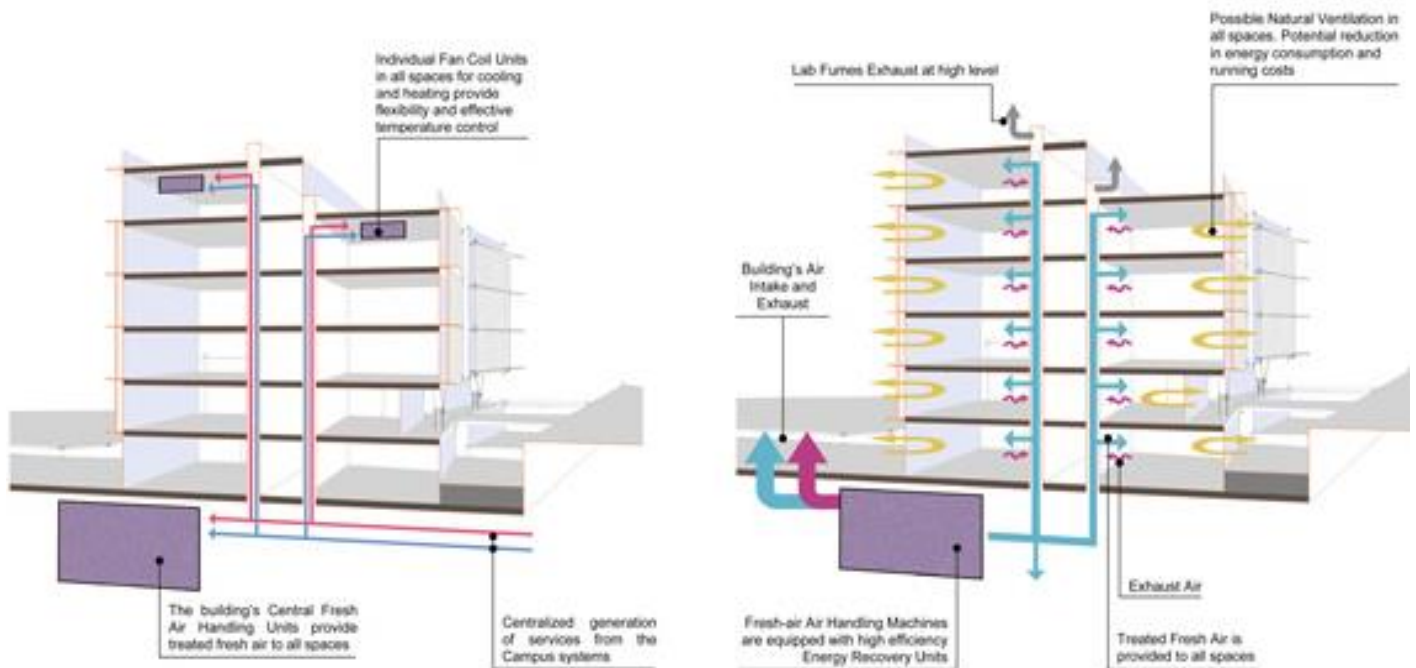 Individual Fan Coil Units
in all spaces for cooling
and heating provide
flexibility and effective
temperature control
The building's Central Fresh
Air Handling Units provide
treated fresh air to all spaces
Centralized generation
of services from the
Campus systems
Lab Fumes Exhaust at high level
Possible Natural Ventilation in
all spaces. Potential reduction
in energy consumption and
running costs
Building's Air
Intake and
Exhaust
Fresh-air Air Handling Machines
are equipped with high efficiency
Energy Recovery Units
Exhaust Air
Treated Fresh Air is
provided to all spaces